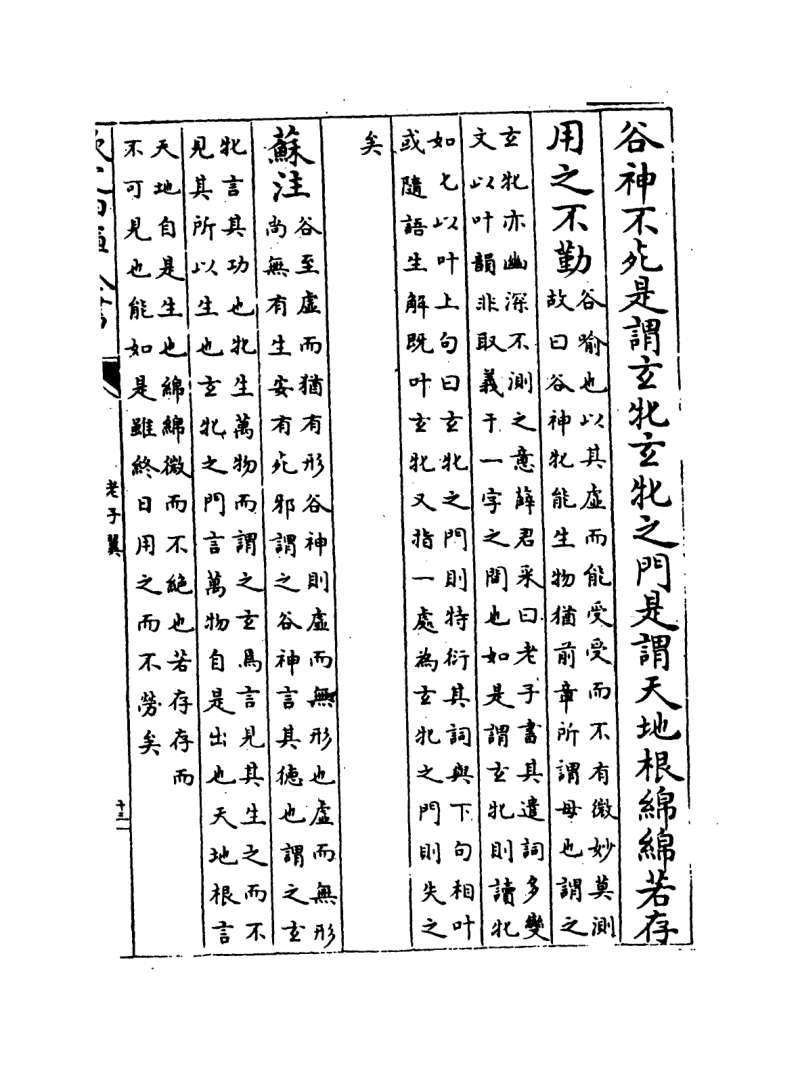 谷神不死是謂玄牝玄牝之門是謂天地根綿綿若存
用之不勤
谷喻也以其虛而能受受而不有微妙莫測
故曰谷神牝能生物猶前章所謂母也謂之
玄牝亦幽深不測之意薛君采曰老子書其遣詞多變
文以叶韻非取義于一字之間也如是謂玄牝則讀牝
如匕以叶上句曰玄牝之門則特衍其詞與下句相叶
或隨語生解既叶玄牝又指一處為玄牝之門則失之
矣
蘇注
谷至虛而猶有形谷神則虛而無形也虛而無形
尚無有生安有死邪謂之谷神言其德也謂之玄
牝言其功也牝生萬物而謂之玄焉言見其生之而不
見其所以生也玄牝之門言萬物自是出也天地根言
天地自是生也綿綿微而不絶也若存存而
不可見也能如是雖終日用之而不勞矣
老子翼